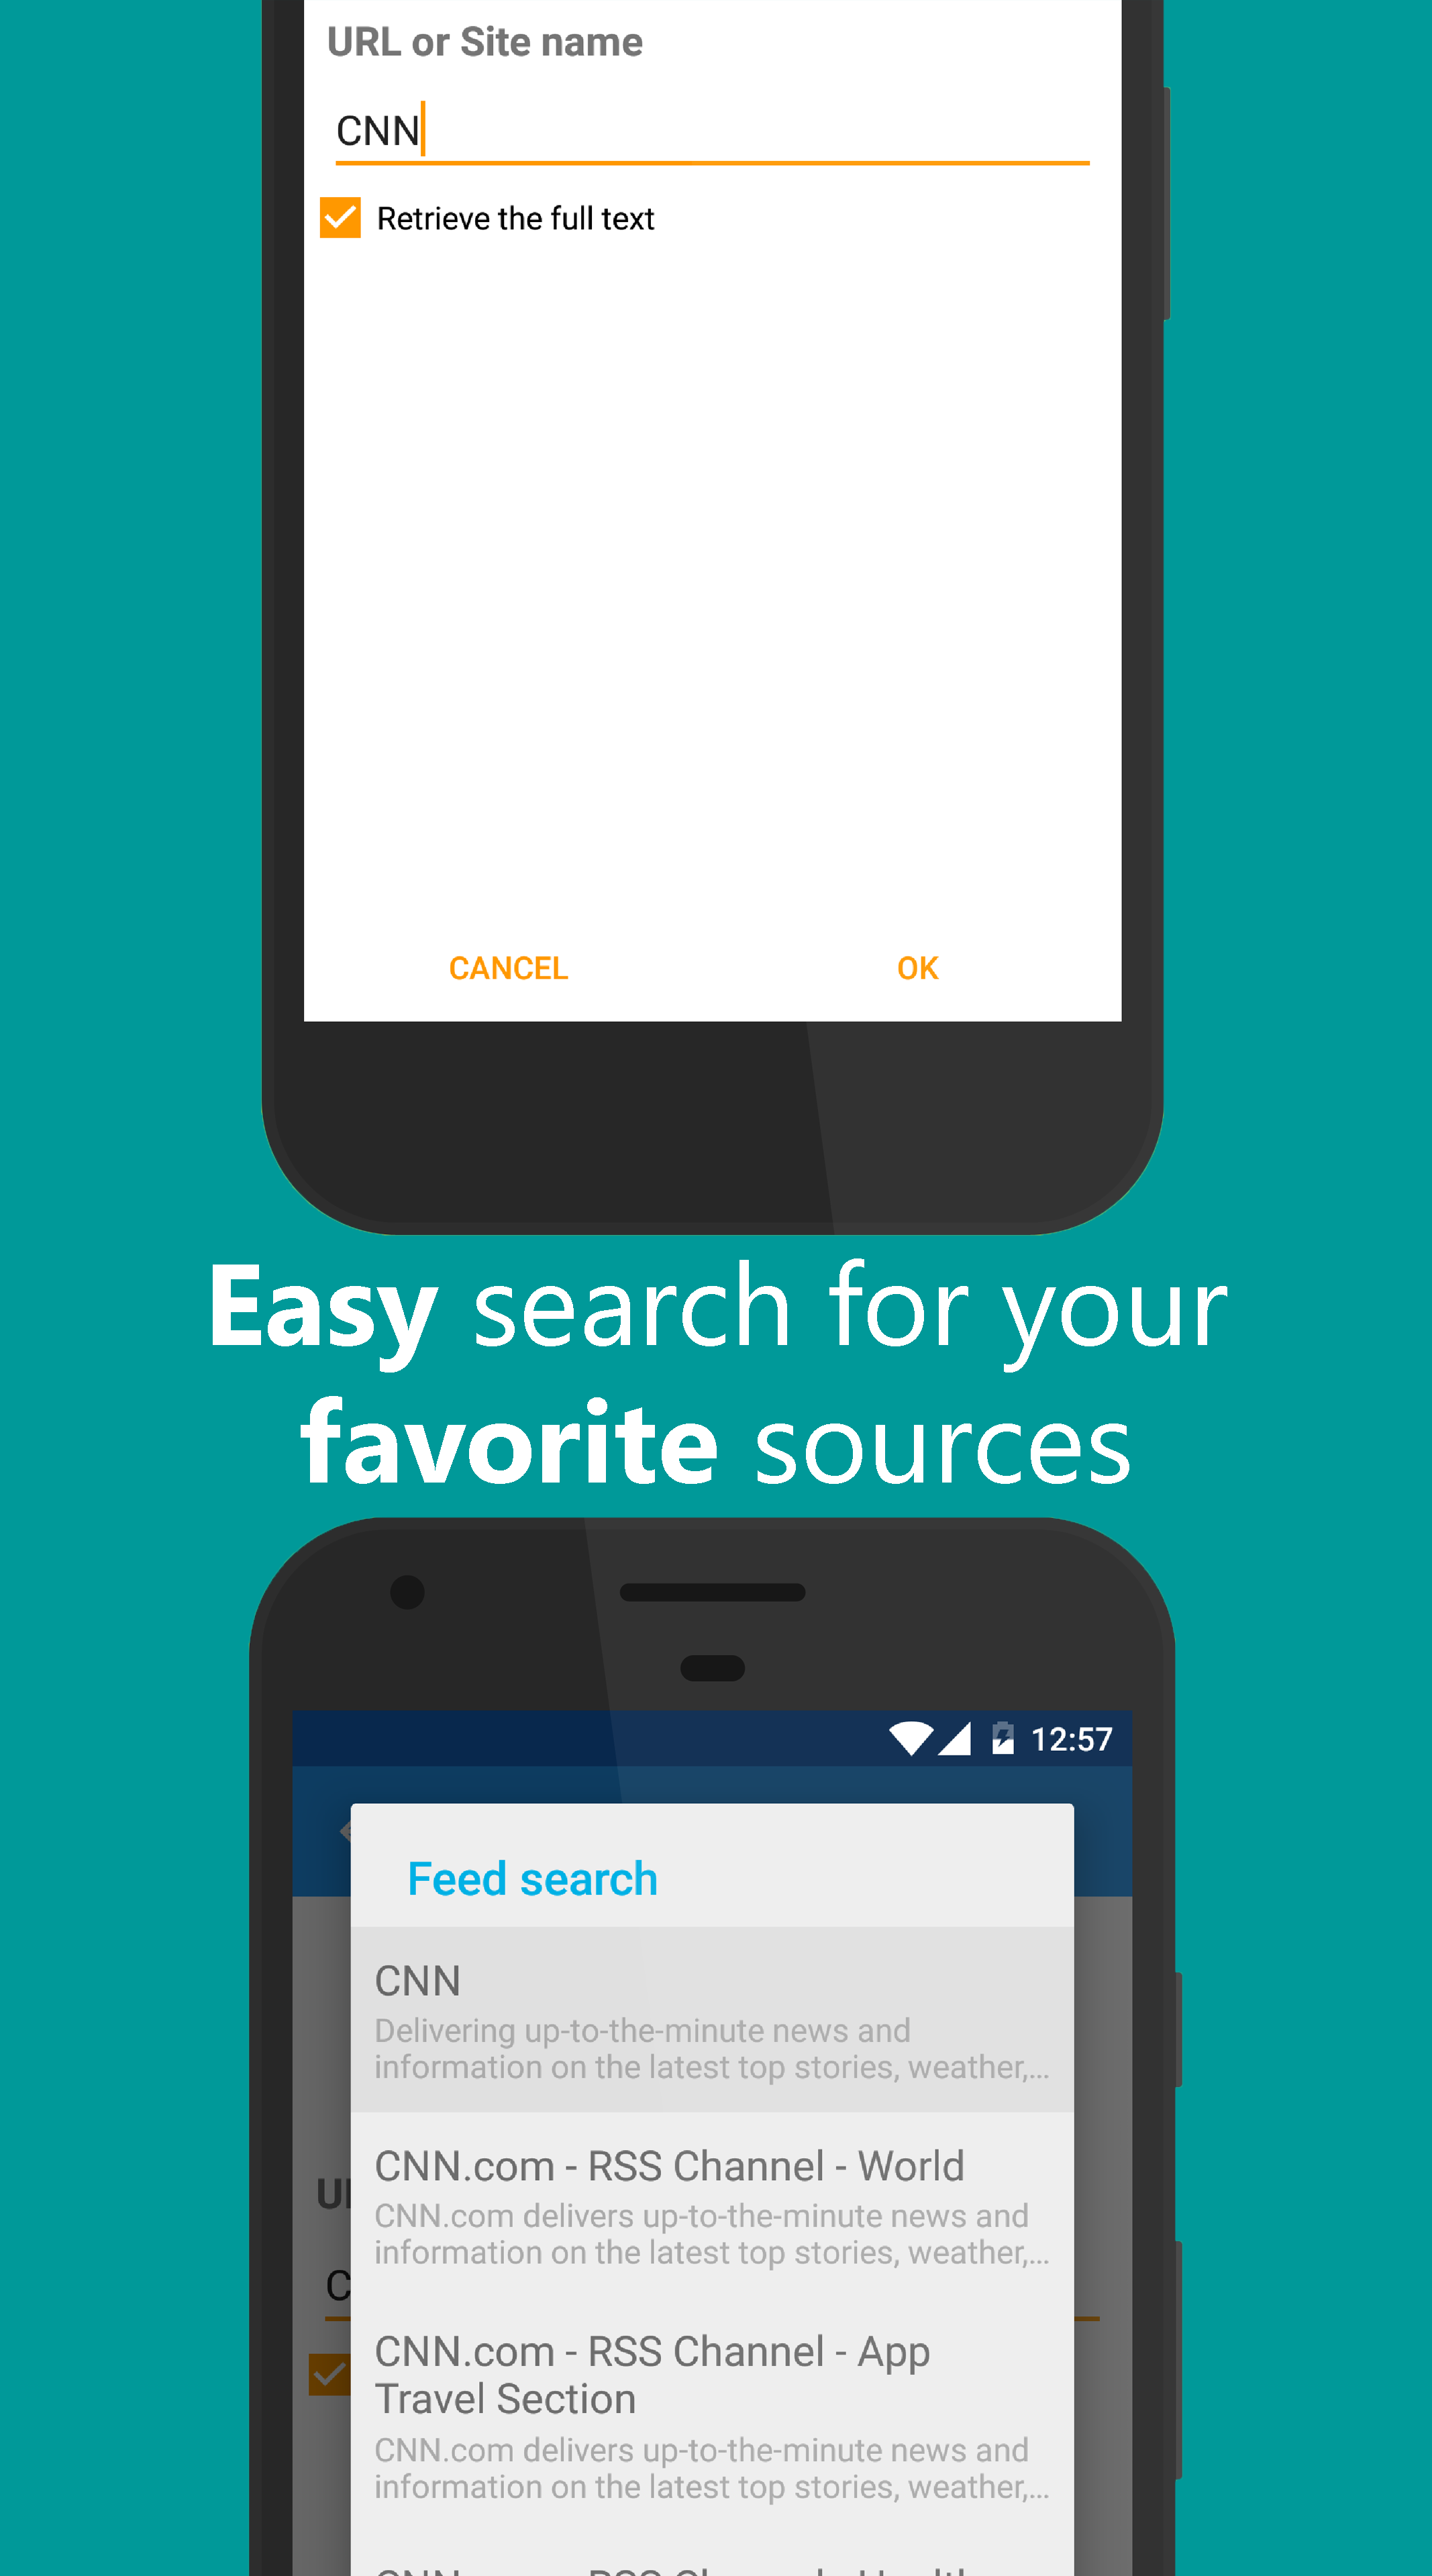 URL or Site name
CNN
Retrieve the full text
CANCEL OK
Easy search for your
favorite sources
12:57
Feed search
CNN
Delivering up-to-the-minute news and
information on the latest top stories, weather,...
CNN.com - RSS Channel - World
CNN.com delivers up-to-the-minute news and
information on the latest top stories, weather,...
CNN.com - RSS Channel - App
Travel Section
CNN.com delivers up-to-the-minute news and
information on the latest top stories, weather,...